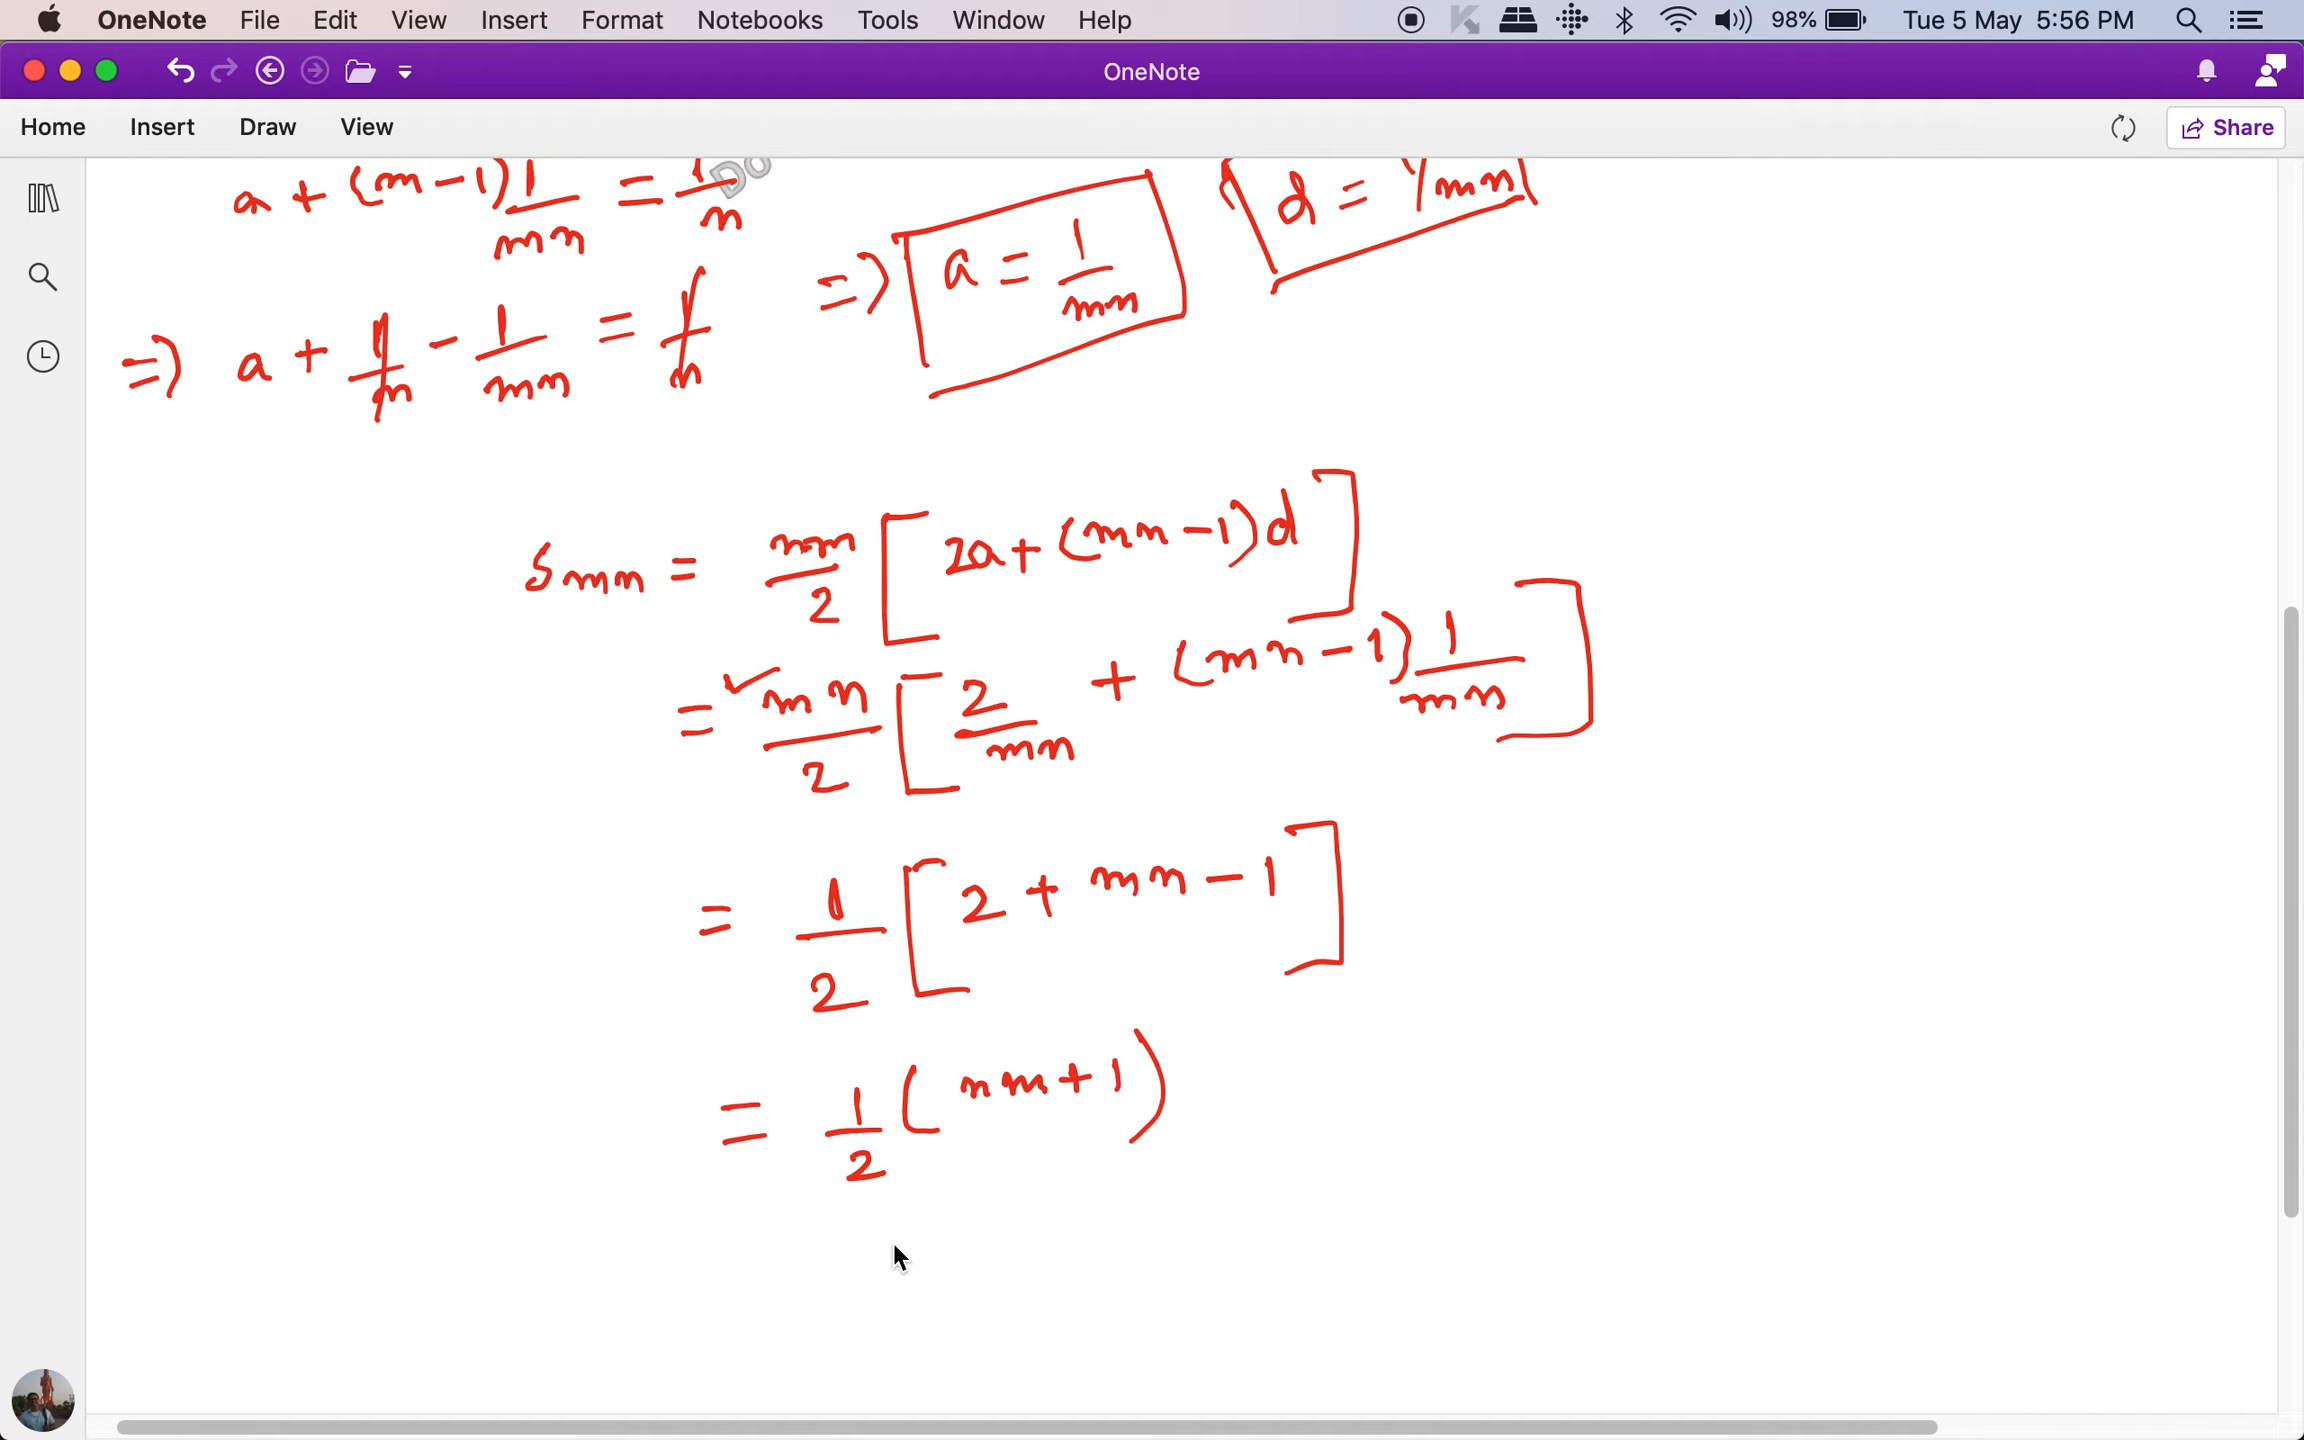 OneNote File Edit View Insert Format Notebooks Tools Window Help 98% Tue 5 May 5:56 PM
OneNote
Home Insert Draw View Share
a + (m-1) 1/mn = 1/n
d = 1/mn
=> a + 1/n - 1/mn = 1/n => a = 1/mn
Smn = mn/2 [2a + (mn-1)d]
= mn/2 [2/mn + (mn-1) 1/mn]
= 1/2 [2 + mn - 1]
= 1/2 (nm+1)